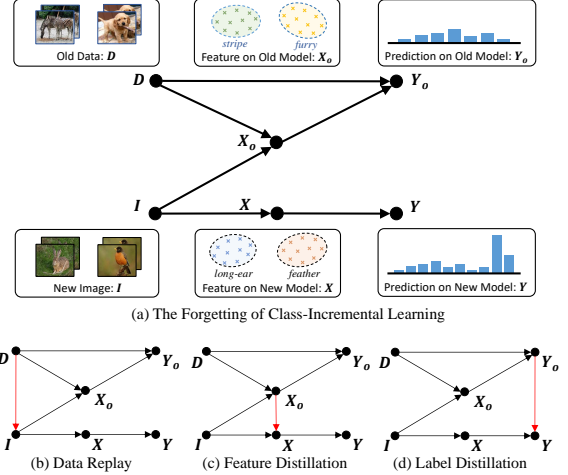 Old Data: D
stripe
furry
Feature on Old Model: Xₒ
Prediction on Old Model: Yₒ
D
Yₒ
Xₒ
I
X
Y
New Image: I
long-ear
feather
Feature on New Model: X
Prediction on New Model: Y
(a) The Forgetting of Class-Incremental Learning
D
Yₒ
Xₒ
I
X
Y
(b) Data Replay
D
Yₒ
Xₒ
I
X
Y
(c) Feature Distillation
D
Yₒ
Xₒ
I
X
Y
(d) Label Distillation